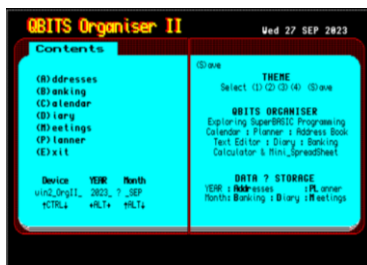 QBITS Organiser II
Wed 27 SEP 2023
Contents
(A)ddresses
(B)anking
(C)alendar
(D)iary
(M)eetings
(P)lanner
(E)xit
Device YEAR Month
win2_OrgII_ 2023_ ? _SEP
↑CTRL↓ ◆ALT◆ ↑ALT↓
(S)ave
THEME
Select (1) (2) (3) (4) (S)ave
QBITS ORGANISER
Exploring SuperBASIC Programming
Calendar : Planner : Address Book
Text Editor : Diary : Banking
Calculator & Mini_SpreadSheet
DATA ? STORAGE
YEAR : Addresses :PLanner
Month: Banking : Diary : Meetings